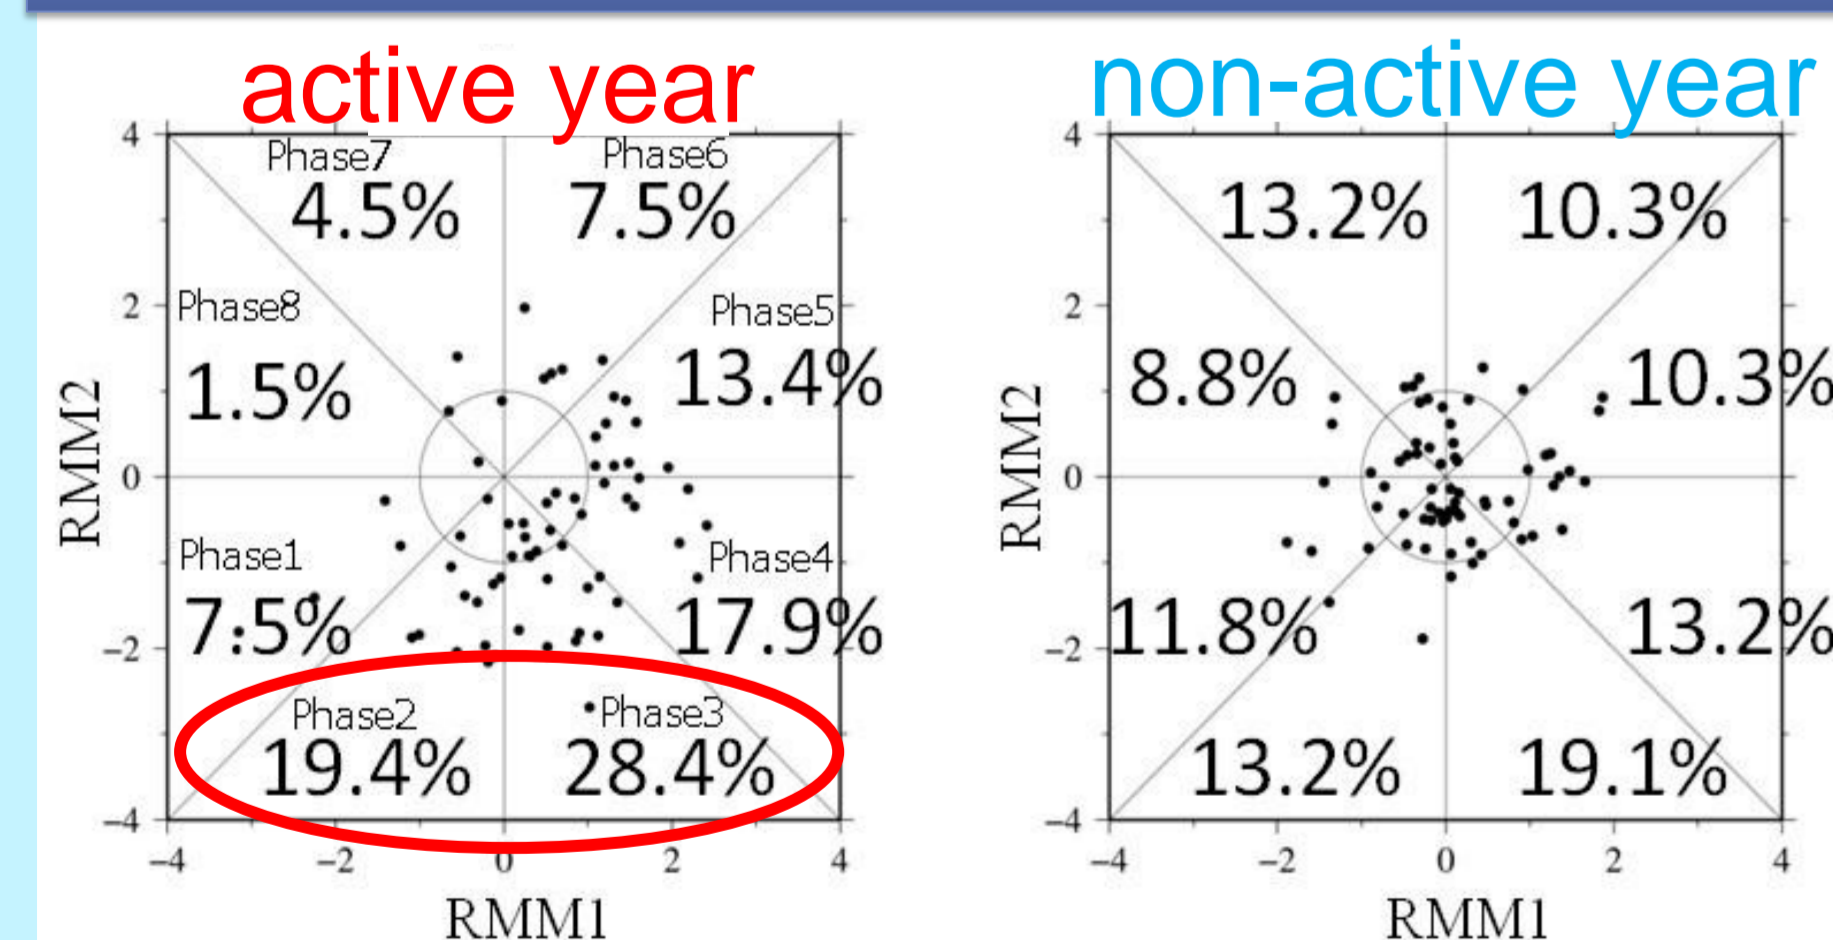 active year
4
Phase7
Phase6
4.5%
7.5%
2
Phase8
Phase5
1.5%
13.4%
RMM2
0
Phase1
Phase4
7.5%
17.9%
−2
Phase2
Phase3
19.4%
28.4%
−4
−4
−2
0
2
4
RMM1
non-active year
4
13.2%
10.3%
2
8.8%
10.3%
RMM2
0
11.8%
13.2%
−2
13.2%
19.1%
−4
−4
−2
0
2
4
RMM1